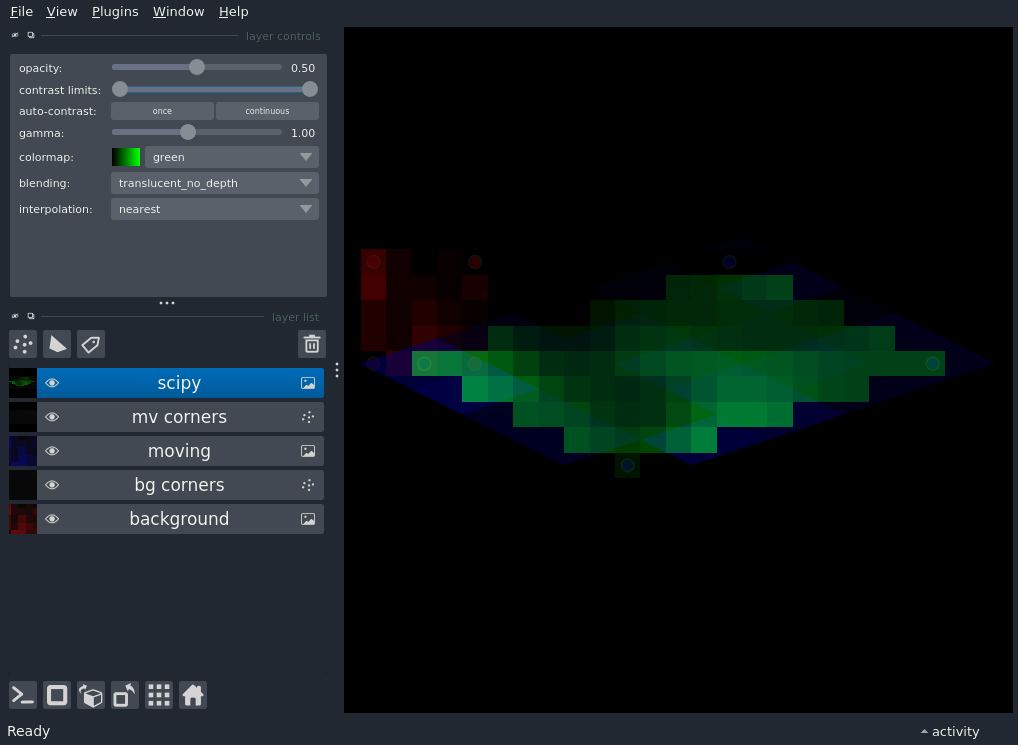 File View Plugins Window Help
layer controls
opacity: 0.50
contrast limits:
auto-contrast: once continuous
gamma: 1.00
colormap: green
blending: translucent_no_depth
interpolation: nearest
layer list
scipy
mv corners
moving
bg corners
background
Ready
activity